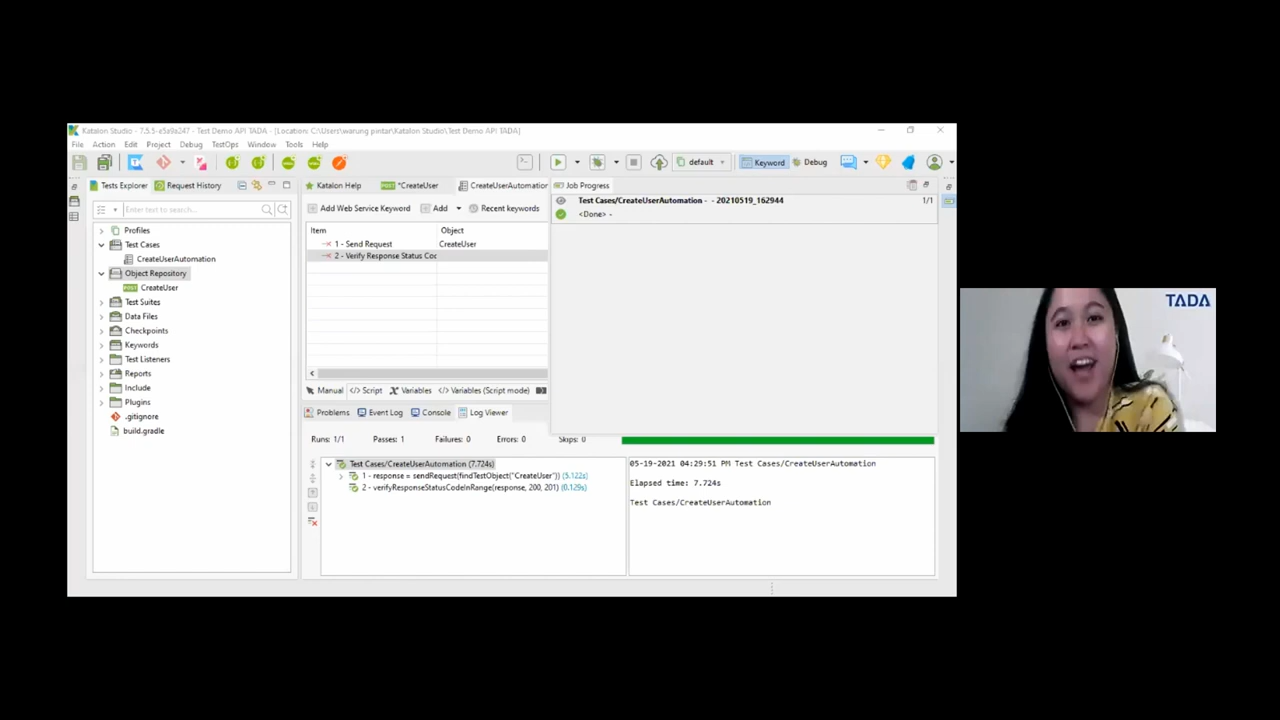 Katalon Studio - 7.5.5-e5a9a247 - Test Demo API TADA - [Location: C:\Users\warung pintar\Katalon Studio\Test Demo API TADA]
File Action Edit Project Debug TestOps Window Tools Help
default Keyword Debug
Tests Explorer Request History
Katalon Help *CreateUser CreateUserAutomation Job Progress
Enter text to search...
Add Web Service Keyword Add Recent keywords
Test Cases/CreateUserAutomation - - 20210519_162944 1/1
<Done> -
Item Object
1 - Send Request CreateUser
2 - Verify Response Status Coc
Profiles
Test Cases
CreateUserAutomation
Object Repository
POST CreateUser
Test Suites
Data Files
Checkpoints
Keywords
Test Listeners
Reports
Include
Plugins
.gitignore
build.gradle
Manual </> Script Variables </> Variables (Script mode)
Problems Event Log Console Log Viewer
Runs: 1/1 Passes: 1 Failures: 0 Errors: 0 Skips: 0
Test Cases/CreateUserAutomation (7.724s)
1 - response = sendRequest(findTestObject("CreateUser")) (5.122s)
2 - verifyResponseStatusCodeInRange(response, 200, 201) (0.129s)
05-19-2021 04:29:51 PM Test Cases/CreateUserAutomation
Elapsed time: 7.724s
Test Cases/CreateUserAutomation
TADA